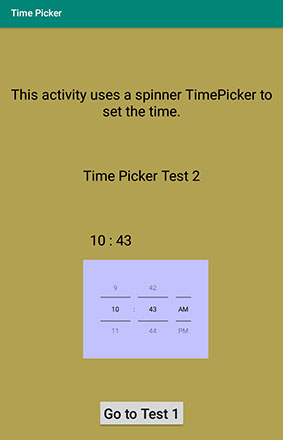 Time Picker
This activity uses a spinner TimePicker to
set the time.
Time Picker Test 2
10 : 43
9 42
10 : 43 AM
11 44 PM
Go to Test 1